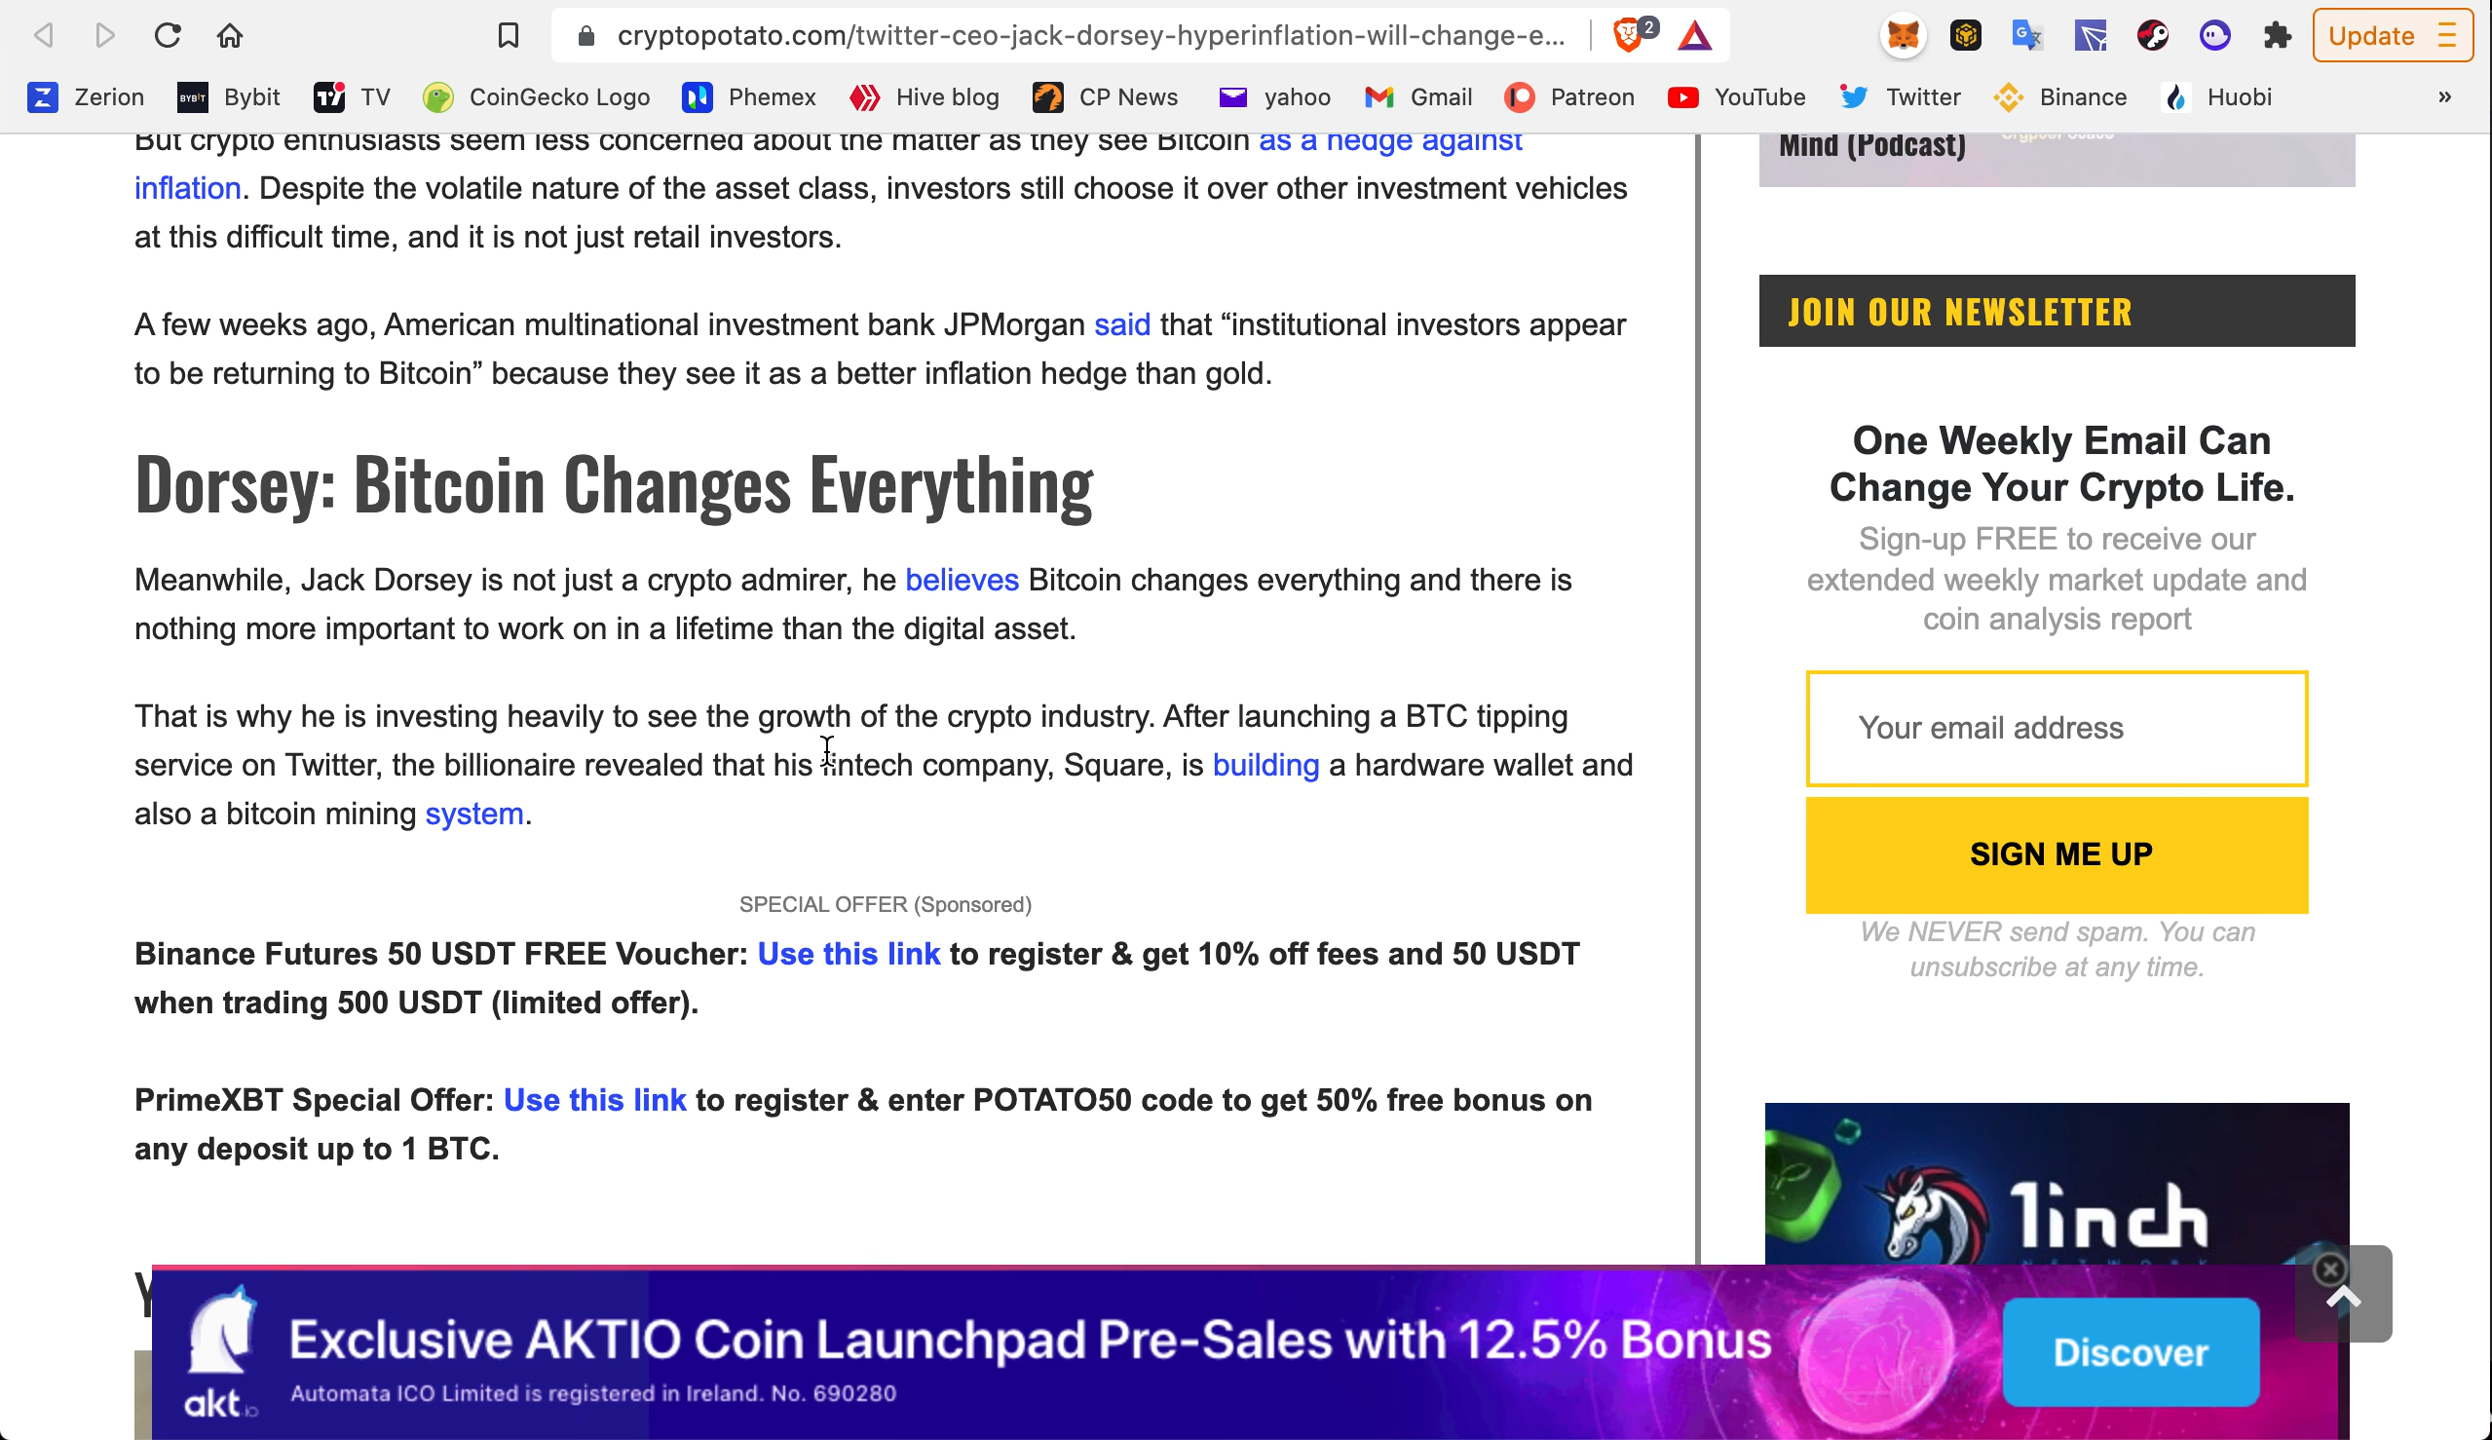 cryptopotato.com/twitter-ceo-jack-dorsey-hyperinflation-will-change-e...
2
Update
Zerion
BYBIT
Bybit
TV
CoinGecko Logo
Phemex
Hive blog
CP News
yahoo
Gmail
Patreon
YouTube
Twitter
Binance
Huobi
»
But crypto enthusiasts seem less concerned about the matter as they see Bitcoin as a hedge against
inflation. Despite the volatile nature of the asset class, investors still choose it over other investment vehicles
at this difficult time, and it is not just retail investors.
A few weeks ago, American multinational investment bank JPMorgan said that “institutional investors appear
to be returning to Bitcoin” because they see it as a better inflation hedge than gold.
Dorsey: Bitcoin Changes Everything
Meanwhile, Jack Dorsey is not just a crypto admirer, he believes Bitcoin changes everything and there is
nothing more important to work on in a lifetime than the digital asset.
That is why he is investing heavily to see the growth of the crypto industry. After launching a BTC tipping
service on Twitter, the billionaire revealed that his fintech company, Square, is building a hardware wallet and
also a bitcoin mining system.
SPECIAL OFFER (Sponsored)
Binance Futures 50 USDT FREE Voucher: Use this link to register & get 10% off fees and 50 USDT
when trading 500 USDT (limited offer).
PrimeXBT Special Offer: Use this link to register & enter POTATO50 code to get 50% free bonus on
any deposit up to 1 BTC.
Mind (Podcast)
JOIN OUR NEWSLETTER
One Weekly Email Can
Change Your Crypto Life.
Sign-up FREE to receive our
extended weekly market update and
coin analysis report
Your email address
SIGN ME UP
We NEVER send spam. You can
unsubscribe at any time.
1inch
akt.io
Exclusive AKTIO Coin Launchpad Pre-Sales with 12.5% Bonus
Automata ICO Limited is registered in Ireland. No. 690280
Discover